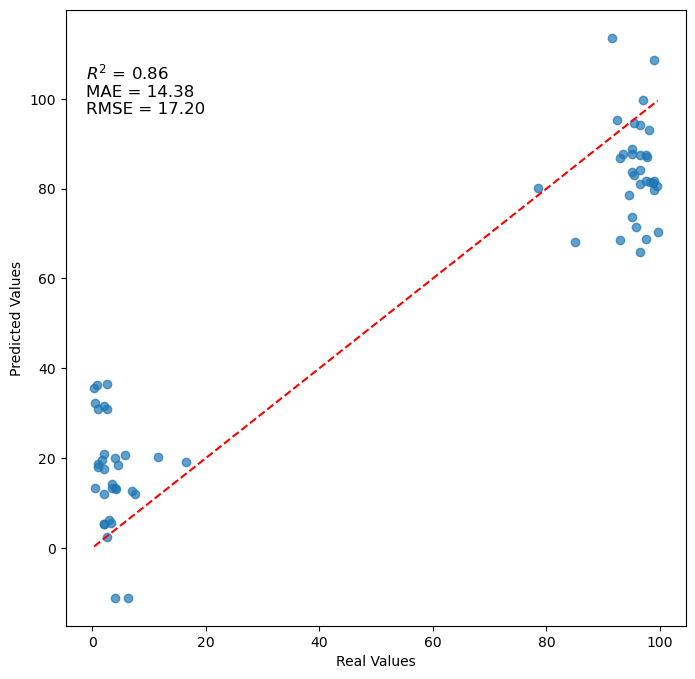 R² = 0.86
MAE = 14.38
RMSE = 17.20
100
80
60
40
20
0
Predicted Values
0 20 40 60 80 100
Real Values